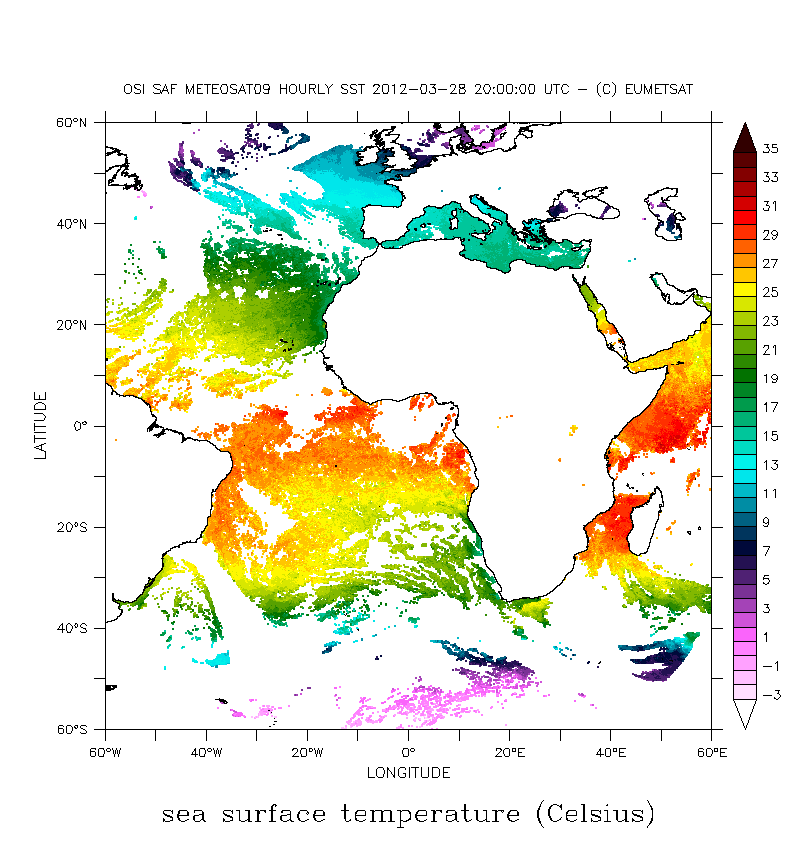 OSI SAF METEOSAT09 HOURLY SST 2012-03-28 20:00:00 UTC - (C) EUMETSAT
60°N
40°N
20°N
0°
20°S
40°S
60°S
LATITUDE
60°W
40°W
20°W
0°
20°E
40°E
60°E
LONGITUDE
35
33
31
29
27
25
23
21
19
17
15
13
11
9
7
5
3
1
-1
-3
sea surface temperature (Celsius)